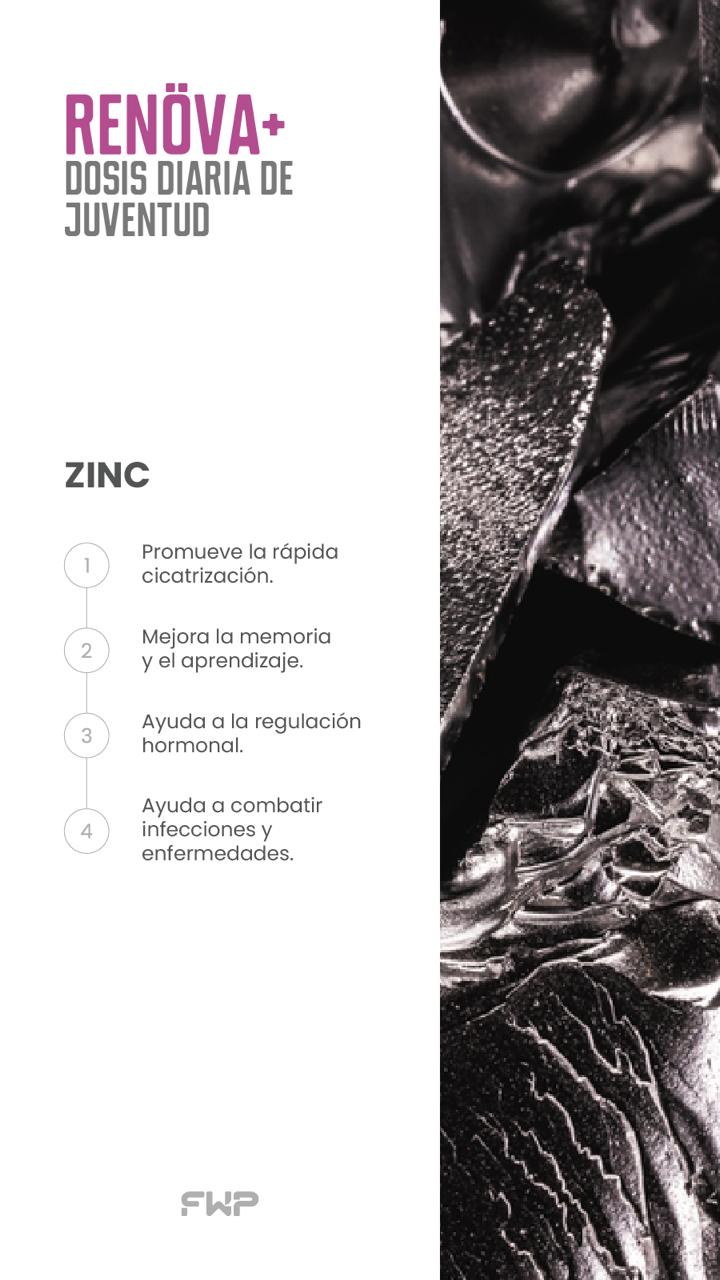 RENÖVA+
DOSIS DIARIA DE
JUVENTUD
ZINC
1
Promueve la rápida
cicatrización.
2
Mejora la memoria
y el aprendizaje.
3
Ayuda a la regulación
hormonal.
4
Ayuda a combatir
infecciones y
enfermedades.
FWP